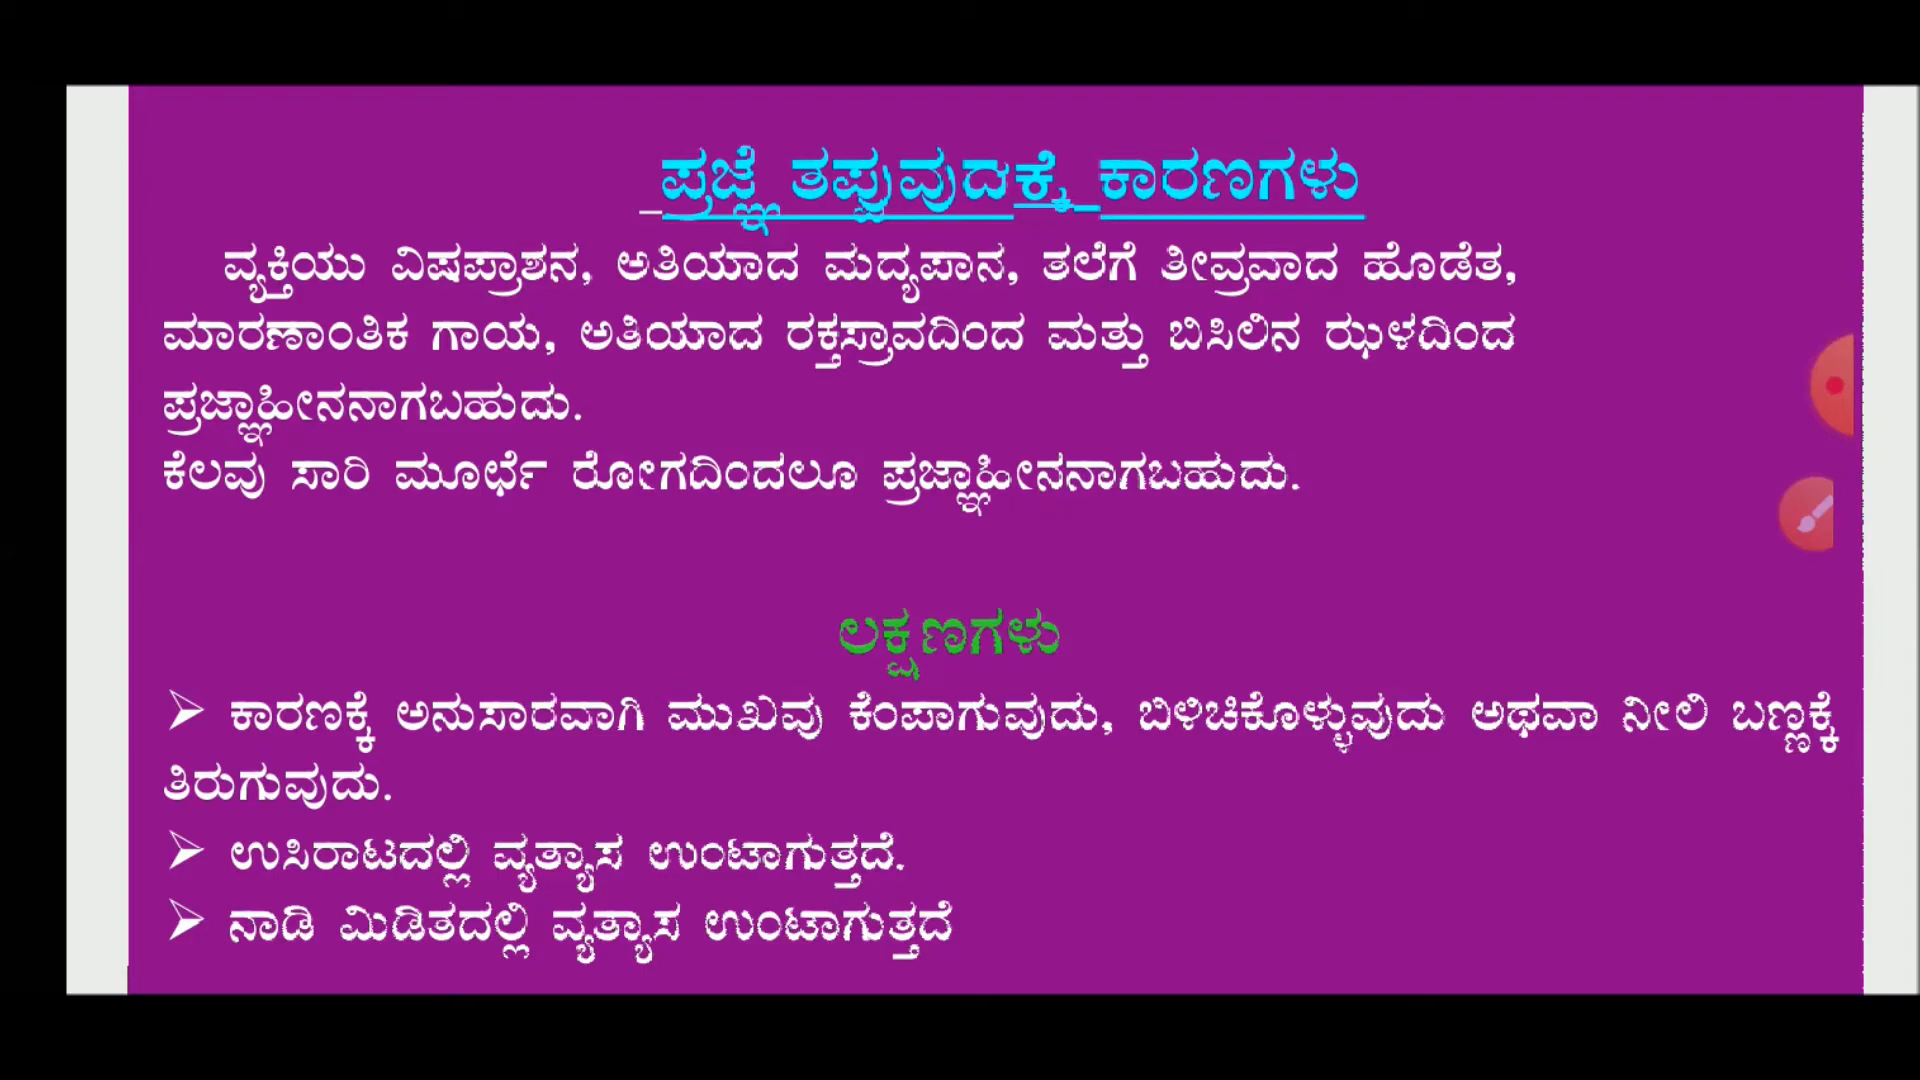 ಪ್ರಜ್ಞೆ ತಪ್ಪುವುದಕ್ಕೆ ಕಾರಣಗಳು
ವ್ಯಕ್ತಿಯು ವಿಷಪ್ರಾಶನ, ಅತಿಯಾದ ಮದ್ಯಪಾನ, ತಲೆಗೆ ತೀವ್ರವಾದ ಹೊಡೆತ,
ಮಾರಣಾಂತಿಕ ಗಾಯ, ಅತಿಯಾದ ರಕ್ತಸ್ರಾವದಿಂದ ಮತ್ತು ಬಿಸಿಲಿನ ಝಳದಿಂದ
ಪ್ರಜ್ಞಾಹೀನನಾಗಬಹುದು.
ಕೆಲವು ಸಾರಿ ಮೂರ್ಛೆ ರೋಗದಿಂದಲೂ ಪ್ರಜ್ಞಾಹೀನನಾಗಬಹುದು.
ಲಕ್ಷಣಗಳು
➢ ಕಾರಣಕ್ಕೆ ಅನುಸಾರವಾಗಿ ಮುಖವು ಕೆಂಪಾಗುವುದು, ಬಿಳಿಚಿಕೊಳ್ಳುವುದು ಅಥವಾ ನೀಲಿ ಬಣ್ಣಕ್ಕೆ
ತಿರುಗುವುದು.
➢ ಉಸಿರಾಟದಲ್ಲಿ ವ್ಯತ್ಯಾಸ ಉಂಟಾಗುತ್ತದೆ.
➢ ನಾಡಿ ಮಿಡಿತದಲ್ಲಿ ವ್ಯತ್ಯಾಸ ಉಂಟಾಗುತ್ತದೆ